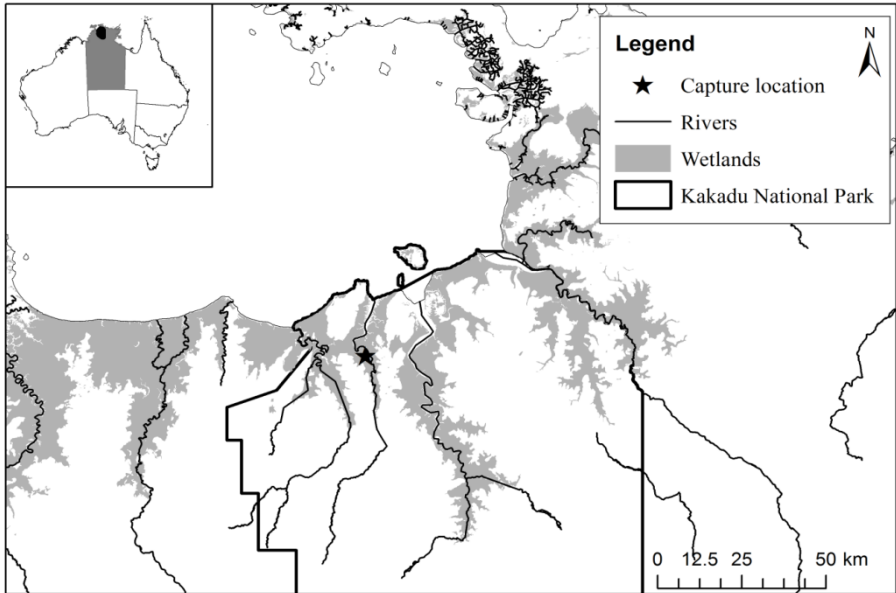 Legend
N
Capture location
Rivers
Wetlands
Kakadu National Park
0 12.5 25 50 km